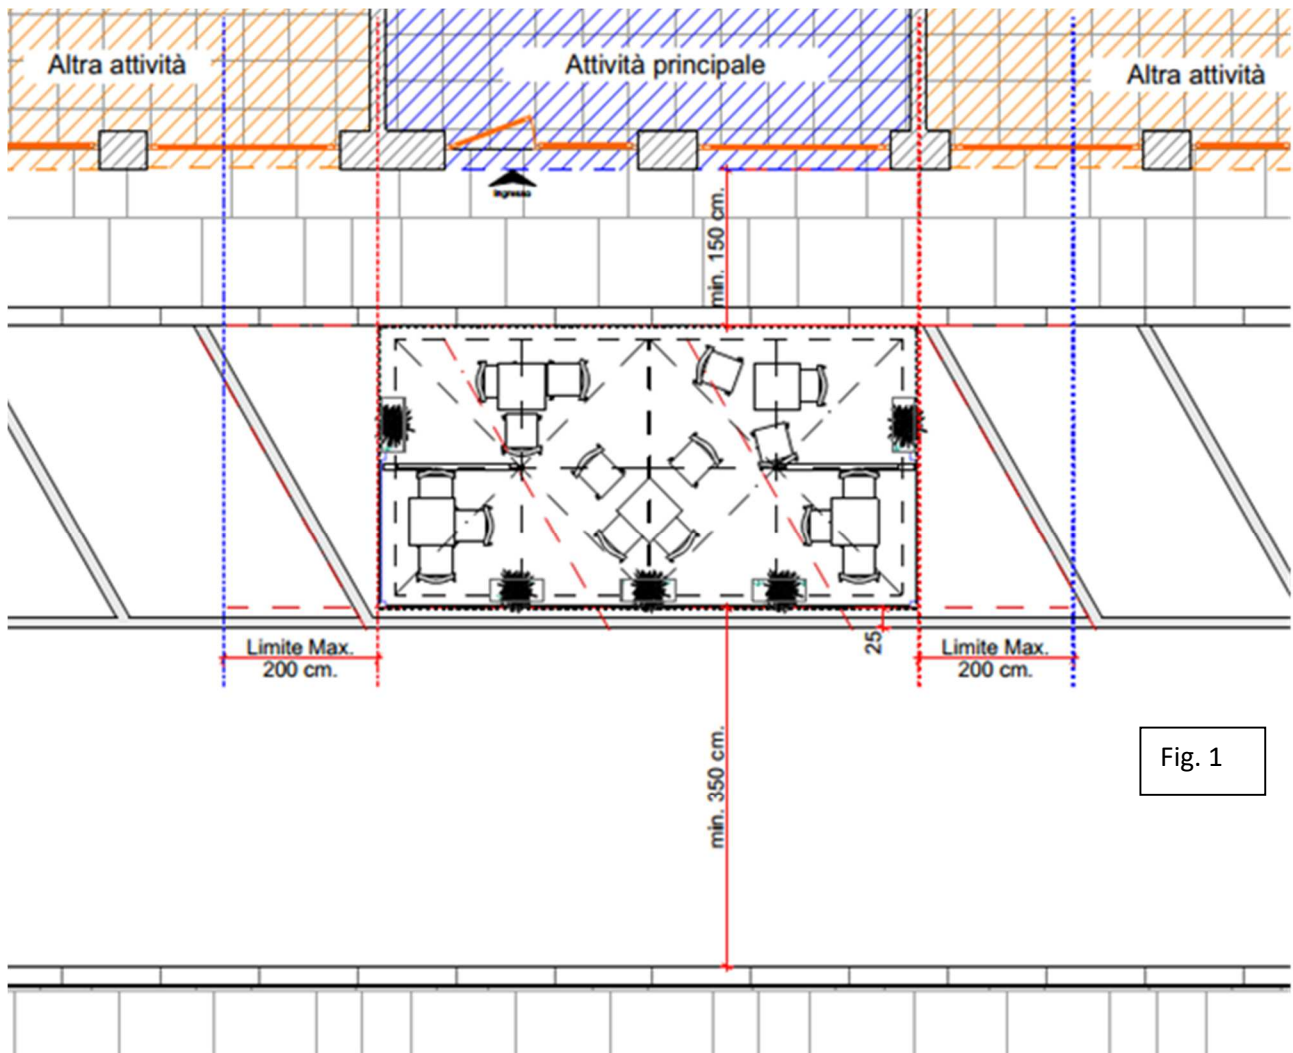 Altra attività
Attività principale
Altra attività
Ingresso
min. 150 cm.
25
Limite Max.
200 cm.
Limite Max.
200 cm.
min. 350 cm.
Fig. 1